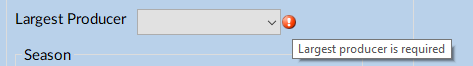 Largest Producer
Largest producer is required
Season